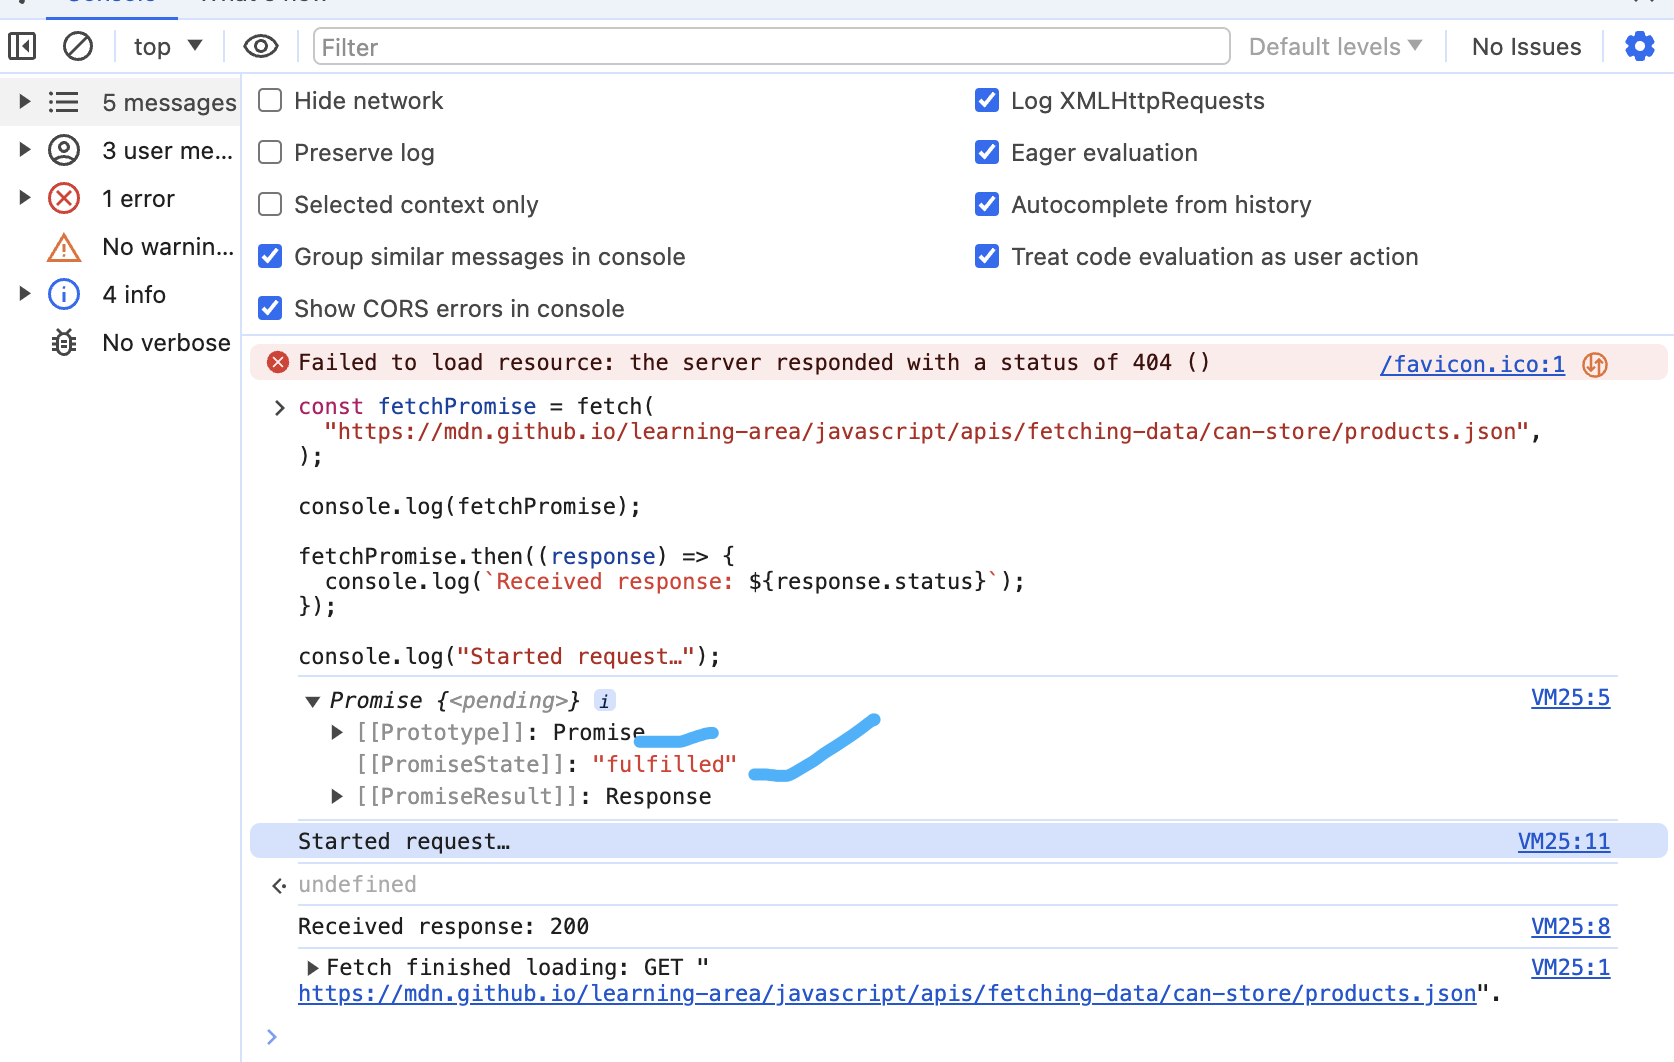 top
Filter
Default levels
No Issues
5 messages
3 user me...
1 error
No warnin...
4 info
No verbose
Hide network
Log XMLHttpRequests
Preserve log
Eager evaluation
Selected context only
Autocomplete from history
Group similar messages in console
Treat code evaluation as user action
Show CORS errors in console
Failed to load resource: the server responded with a status of 404 () /favicon.ico:1
const fetchPromise = fetch(
"https://mdn.github.io/learning-area/javascript/apis/fetching-data/can-store/products.json",
);
console.log(fetchPromise);
fetchPromise.then((response) => {
console.log(`Received response: ${response.status}`);
});
console.log("Started request…");
Promise {<pending>} i VM25:5
[[Prototype]]: Promise
[[PromiseState]]: "fulfilled"
[[PromiseResult]]: Response
Started request… VM25:11
undefined
Received response: 200 VM25:8
Fetch finished loading: GET " VM25:1
https://mdn.github.io/learning-area/javascript/apis/fetching-data/can-store/products.json".